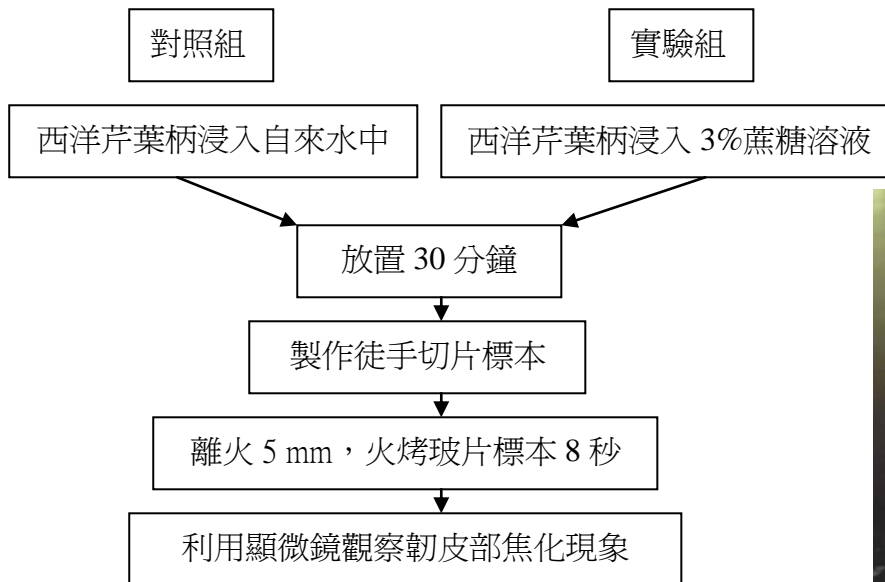 對照組
實驗組
西洋芹葉柄浸入自來水中
西洋芹葉柄浸入 3%蔗糖溶液
放置 30 分鐘
製作徒手切片標本
離火 5 mm，火烤玻片標本 8 秒
利用顯微鏡觀察韌皮部焦化現象